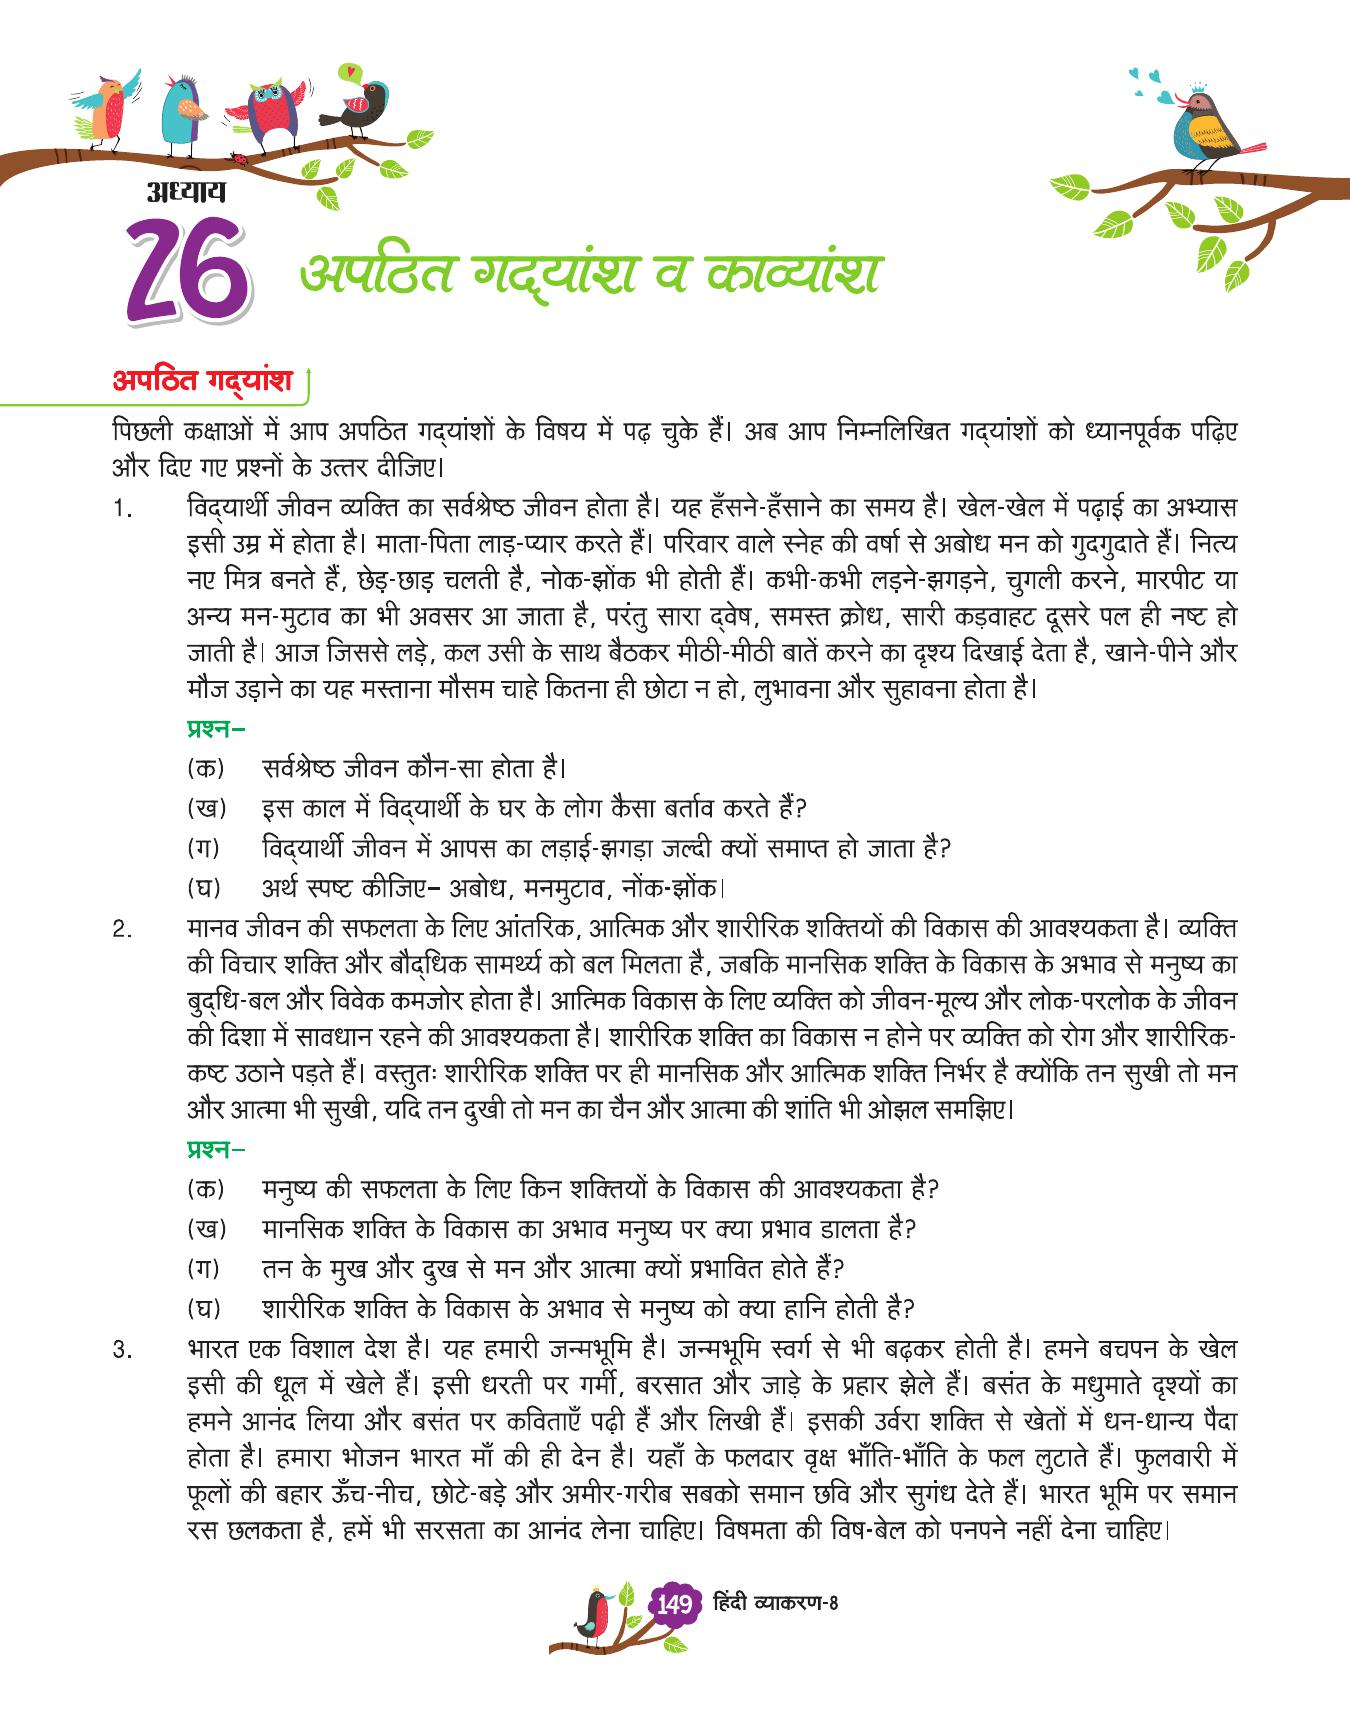 अध्याय
26
अपठित गद्‌यांश व काव्यांश
अपठित गद्‌यांश
पिछली कक्षाओं में आप अपठित गद्‌यांशों के विषय में पढ़ चुके हैं। अब आप निम्नलिखित गद्‌यांशों को ध्यानपूर्वक पढ़िए
और दिए गए प्रश्नों के उत्तर दीजिए।
1. विद्‌यार्थी जीवन व्यक्ति का सर्वश्रेष्ठ जीवन होता है। यह हँसने-हँसाने का समय है। खेल-खेल में पढ़ाई का अभ्यास
इसी उम्र में होता है। माता-पिता लाड़-प्यार करते हैं। परिवार वाले स्नेह की वर्षा से अबोध मन को गुदगुदाते हैं। नित्य
नए मित्र बनते हैं, छेड़-छाड़ चलती है, नोक-झोंक भी होती हैं। कभी-कभी लड़ने-झगड़ने, चुगली करने, मारपीट या
अन्य मन-मुटाव का भी अवसर आ जाता है, परंतु सारा द्‌वेष, समस्त क्रोध, सारी कड़वाहट दूसरे पल ही नष्ट हो
जाती है। आज जिससे लड़े, कल उसी के साथ बैठकर मीठी-मीठी बातें करने का दृश्य दिखाई देता है, खाने-पीने और
मौज उड़ाने का यह मस्ताना मौसम चाहे कितना ही छोटा न हो, लुभावना और सुहावना होता है।
प्रश्न–
(क) सर्वश्रेष्ठ जीवन कौन-सा होता है।
(ख) इस काल में विद्‌यार्थी के घर के लोग कैसा बर्ताव करते हैं?
(ग) विद्‌यार्थी जीवन में आपस का लड़ाई-झगड़ा जल्दी क्यों समाप्त हो जाता है?
(घ) अर्थ स्पष्ट कीजिए– अबोध, मनमुटाव, नोंक-झोंक।
2. मानव जीवन की सफलता के लिए आंतरिक, आत्मिक और शारीरिक शक्तियों की विकास की आवश्यकता है। व्यक्ति
की विचार शक्ति और बौद्‌धिक सामर्थ्य को बल मिलता है, जबकि मानसिक शक्ति के विकास के अभाव से मनुष्य का
बुद्‌धि-बल और विवेक कमजोर होता है। आत्मिक विकास के लिए व्यक्ति को जीवन-मूल्य और लोक-परलोक के जीवन
की दिशा में सावधान रहने की आवश्यकता है। शारीरिक शक्ति का विकास न होने पर व्यक्ति को रोग और शारीरिक-
कष्ट उठाने पड़ते हैं। वस्तुतः शारीरिक शक्ति पर ही मानसिक और आत्मिक शक्ति निर्भर है क्योंकि तन सुखी तो मन
और आत्मा भी सुखी, यदि तन दुखी तो मन का चैन और आत्मा की शांति भी ओझल समझिए।
प्रश्न–
(क) मनुष्य की सफलता के लिए किन शक्तियों के विकास की आवश्यकता है?
(ख) मानसिक शक्ति के विकास का अभाव मनुष्य पर क्या प्रभाव डालता है?
(ग) तन के मुख और दुख से मन और आत्मा क्यों प्रभावित होते हैं?
(घ) शारीरिक शक्ति के विकास के अभाव से मनुष्य को क्या हानि होती है?
3. भारत एक विशाल देश है। यह हमारी जन्मभूमि है। जन्मभूमि स्वर्ग से भी बढ़कर होती है। हमने बचपन के खेल
इसी की धूल में खेले हैं। इसी धरती पर गर्मी, बरसात और जाड़े के प्रहार झेले हैं। बसंत के मधुमाते दृश्यों का
हमने आनंद लिया और बसंत पर कविताएँ पढ़ी हैं और लिखी हैं। इसकी उर्वरा शक्ति से खेतों में धन-धान्य पैदा
होता है। हमारा भोजन भारत माँ की ही देन है। यहाँ के फलदार वृक्ष भाँति-भाँति के फल लुटाते हैं। फुलवारी में
फूलों की बहार ऊँच-नीच, छोटे-बड़े और अमीर-गरीब सबको समान छवि और सुगंध देते हैं। भारत भूमि पर समान
रस छलकता है, हमें भी सरसता का आनंद लेना चाहिए। विषमता की विष-बेल को पनपने नहीं देना चाहिए।
149 हिंदी व्याकरण-8